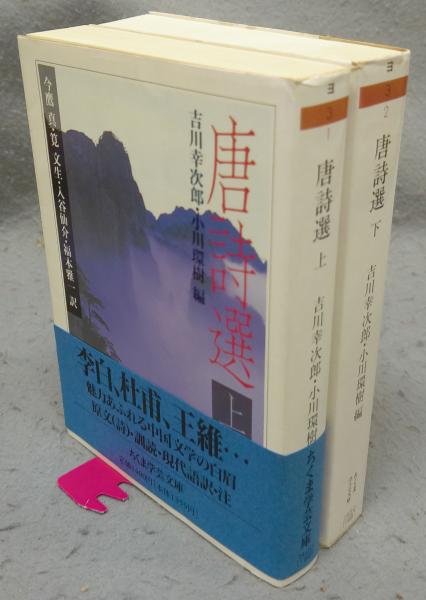 唐詩選
上
吉川幸次郎・小川環樹 編
今鷹 真・筧 文生・入谷仙介・福本雅一 訳
李白、杜甫、王維…
魅力あふれる中国文学の白眉
原文(詩)・訓読・現代語訳・注
ちくま学芸文庫
ヨ
3
1
唐詩選 上
吉川幸次郎・小川環樹
ちくま学芸文庫
ヨ
3
2
唐詩選 下
吉川幸次郎・小川環樹 編